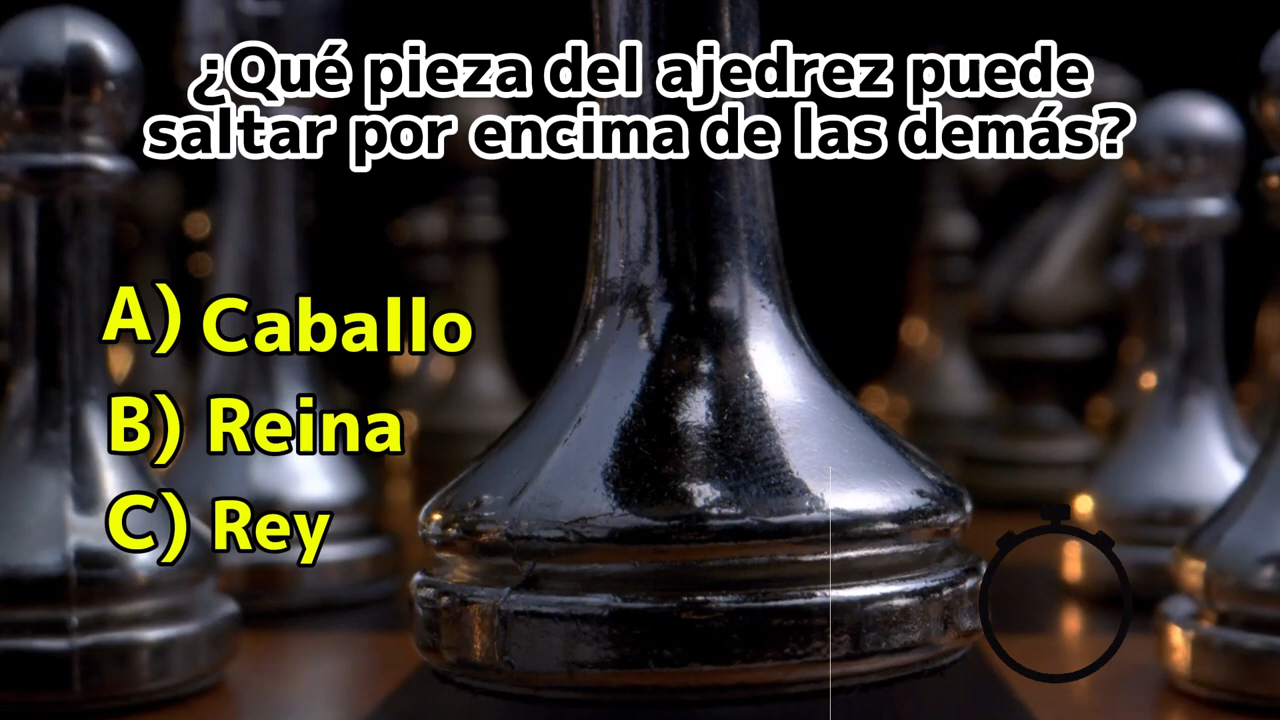 ¿Qué pieza del ajedrez puede
saltar por encima de las demás?
A) Caballo
B) Reina
C) Rey